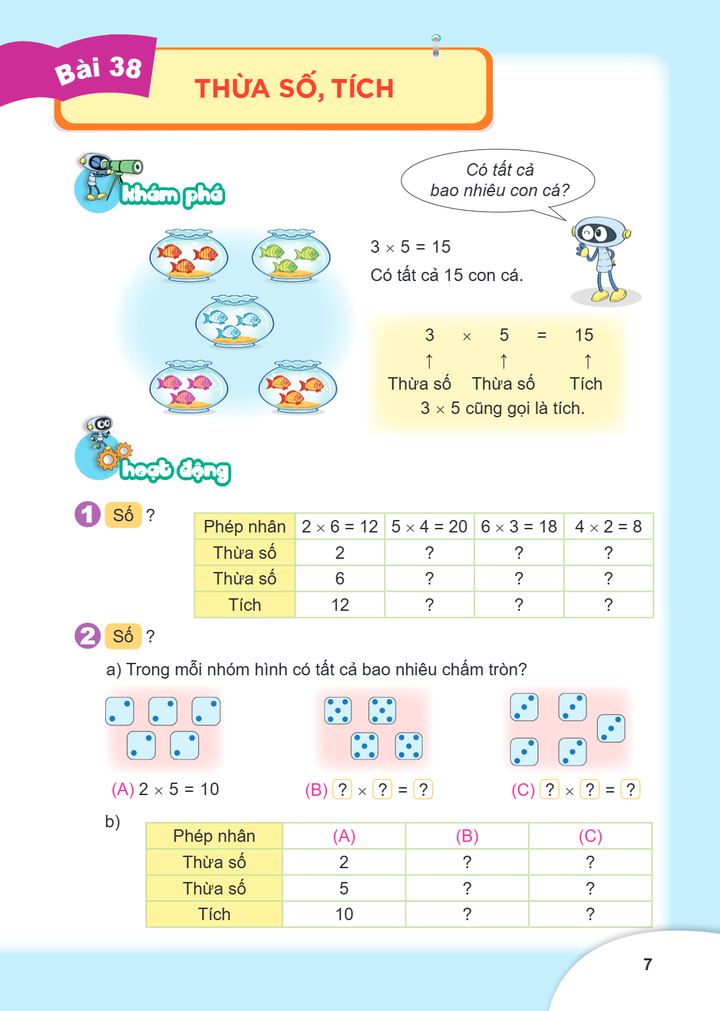 Bài 38
THỪA SỐ, TÍCH
khám phá
Có tất cả
bao nhiêu con cá?
3 × 5 = 15
Có tất cả 15 con cá.
3 × 5 = 15
↑ ↑ ↑
Thừa số Thừa số Tích
3 × 5 cũng gọi là tích.
hoạt động
1 Số ?
Phép nhân 2 × 6 = 12 5 × 4 = 20 6 × 3 = 18 4 × 2 = 8
Thừa số 2 ? ? ?
Thừa số 6 ? ? ?
Tích 12 ? ? ?
2 Số ?
a) Trong mỗi nhóm hình có tất cả bao nhiêu chấm tròn?
(A) 2 × 5 = 10 (B) ? × ? = ? (C) ? × ? = ?
b)
Phép nhân (A) (B) (C)
Thừa số 2 ? ?
Thừa số 5 ? ?
Tích 10 ? ?
7